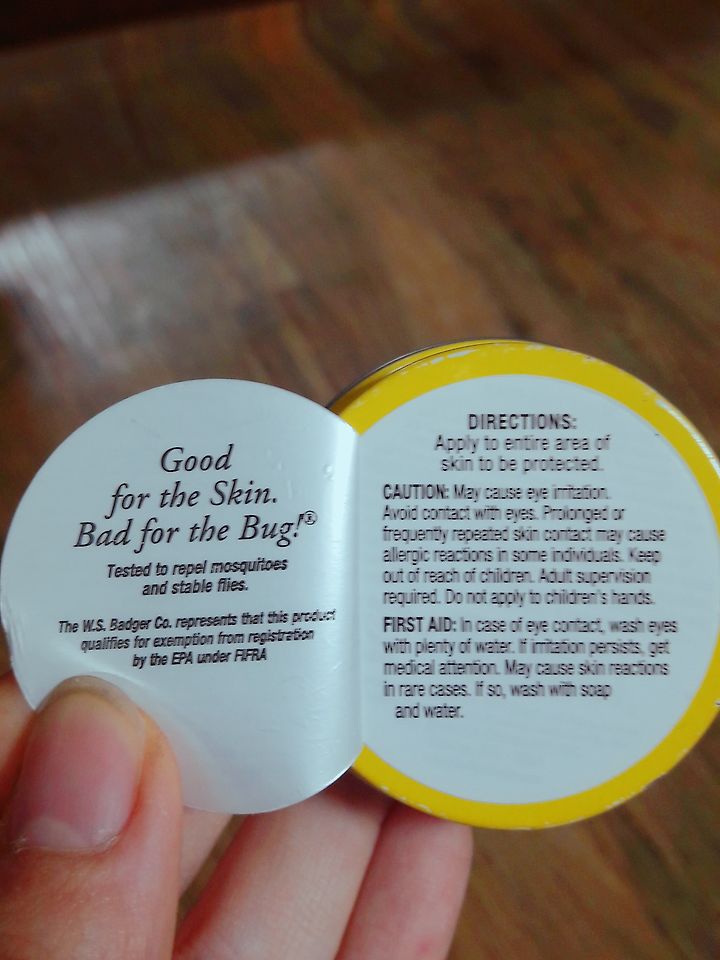 Good
for the Skin.
Bad for the Bug!®
Tested to repel mosquitoes
and stable flies.
The W.S. Badger Co. represents that this product
qualifies for exemption from registration
by the EPA under FIFRA
DIRECTIONS:
Apply to entire area of
skin to be protected.
CAUTION: May cause eye irritation.
Avoid contact with eyes. Prolonged or
frequently repeated skin contact may cause
allergic reactions in some individuals. Keep
out of reach of children. Adult supervision
required. Do not apply to children's hands.
FIRST AID: In case of eye contact, wash eyes
with plenty of water. If irritation persists, get
medical attention. May cause skin reactions
in rare cases. If so, wash with soap
and water.